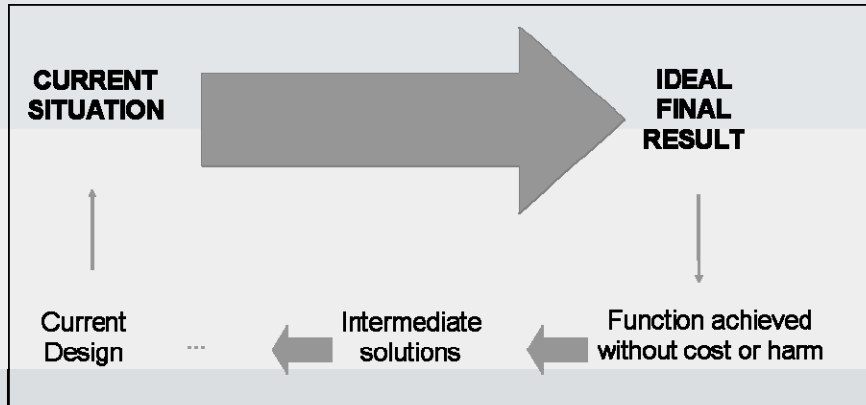 CURRENT
SITUATION
IDEAL
FINAL
RESULT
Current
Design
...
Intermediate
solutions
Function achieved
without cost or harm